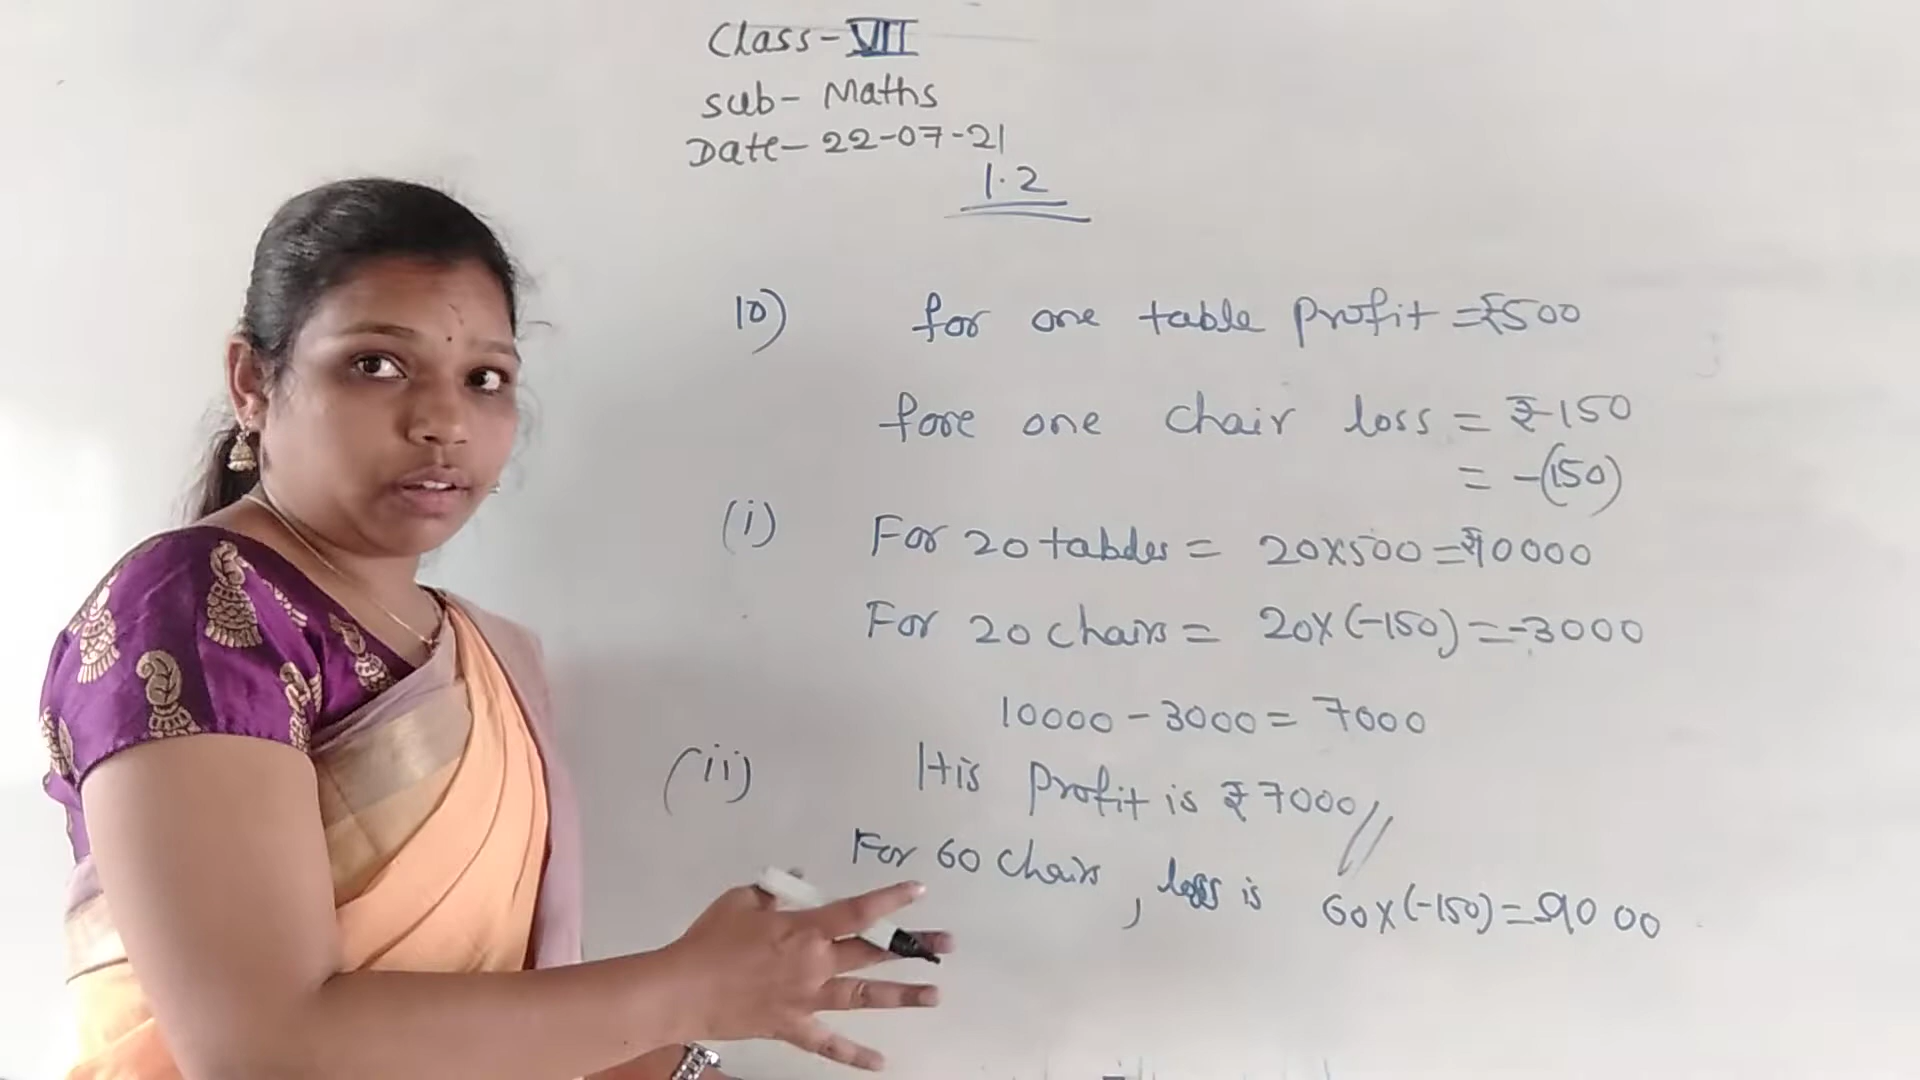 Class-VII
Sub- Maths
Date- 22-07-21
1.2
10) for one table profit =₹500
fore one chair loss = ₹-150
= -(150)
(i) For 20 tables = 20x500=₹10000
For 20 chairs = 20x(-150)=-3000
10000-3000= 7000
(ii) His profit is ₹7000//
For 60 chairs, loss is 60x(-150)=-9000